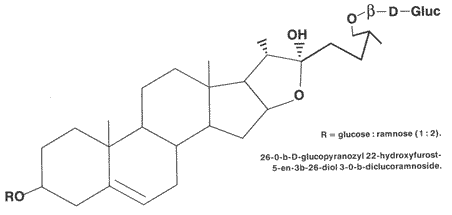 O β – D – Gluc
OH
O
RO
R = glucose : ramnose (1 : 2).
26-0-b-D-glucopyranozyl 22-hydroxyfurost-
5-en-3b-26-diol 3-0-b-diclucoramnoside.